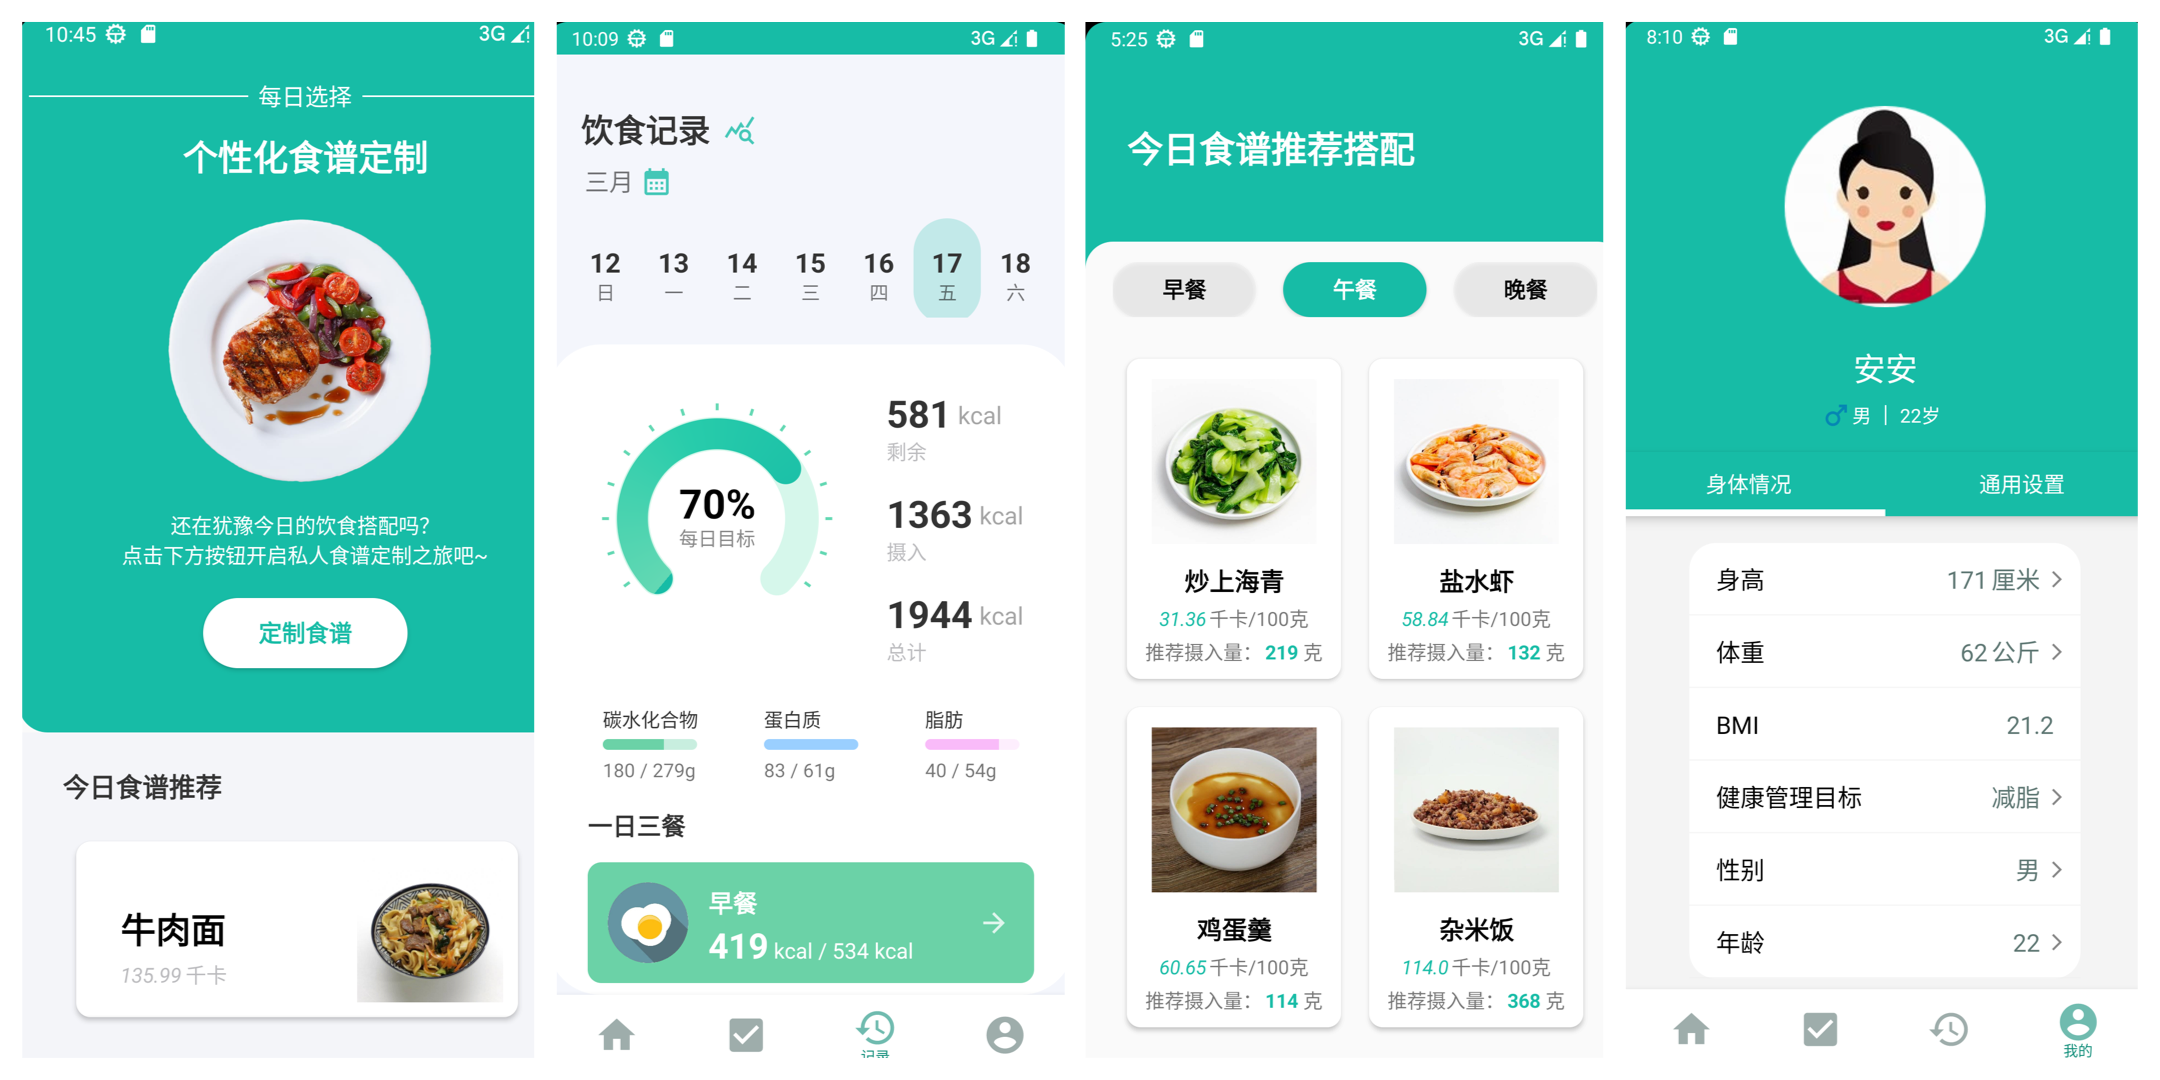 10:45
3G
每日选择
个性化食谱定制
还在犹豫今日的饮食搭配吗?
点击下方按钮开启私人食谱定制之旅吧~
定制食谱
今日食谱推荐
牛肉面
135.99 千卡
10:09
3G
饮食记录
三月
12 13 14 15 16 17 18
日 一 二 三 四 五 六
70%
每日目标
581 kcal
剩余
1363 kcal
摄入
1944 kcal
总计
碳水化合物 蛋白质 脂肪
180 / 279g 83 / 61g 40 / 54g
一日三餐
早餐
419 kcal / 534 kcal
记录
5:25
3G
今日食谱推荐搭配
早餐 午餐 晚餐
炒上海青
31.36 千卡/100克
推荐摄入量: 219 克
盐水虾
58.84 千卡/100克
推荐摄入量: 132 克
鸡蛋羹
60.65 千卡/100克
推荐摄入量: 114 克
杂米饭
114.0 千卡/100克
推荐摄入量: 368 克
8:10
3G
安安
男 | 22岁
身体情况 通用设置
身高 171 厘米
体重 62 公斤
BMI 21.2
健康管理目标 减脂
性别 男
年龄 22
我的